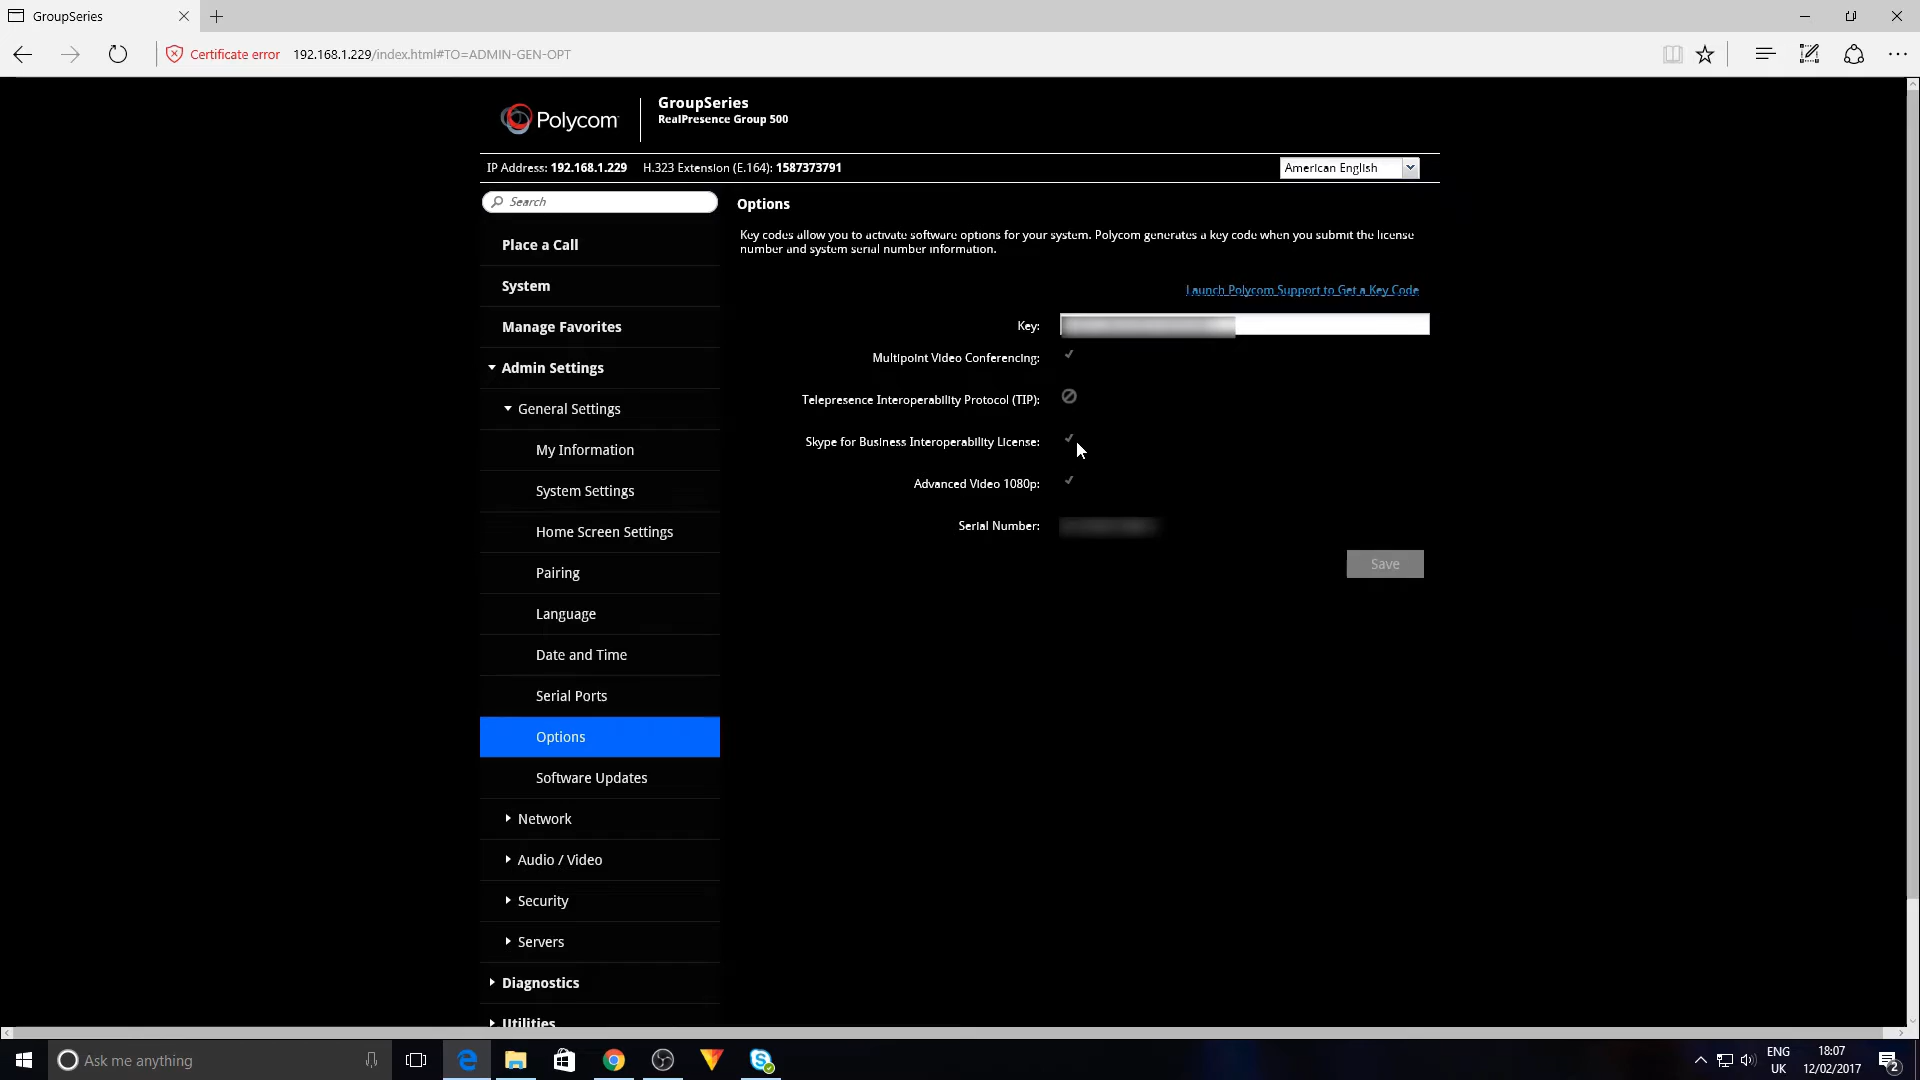 GroupSeries
Certificate error 192.168.1.229/index.html#TO=ADMIN-GEN-OPT
Polycom
GroupSeries
RealPresence Group 500
IP Address: 192.168.1.229 H.323 Extension (E.164): 1587373791
American English
Search
Options
Key codes allow you to activate software options for your system. Polycom generates a key code when you submit the license
number and system serial number information.
Launch Polycom Support to Get a Key Code
Key:
Multipoint Video Conferencing:
Telepresence Interoperability Protocol (TIP):
Skype for Business Interoperability License:
Advanced Video 1080p:
Serial Number:
Save
Place a Call
System
Manage Favorites
Admin Settings
General Settings
My Information
System Settings
Home Screen Settings
Pairing
Language
Date and Time
Serial Ports
Options
Software Updates
Network
Audio / Video
Security
Servers
Diagnostics
Utilities
Ask me anything
ENG
UK
18:07
12/02/2017
2